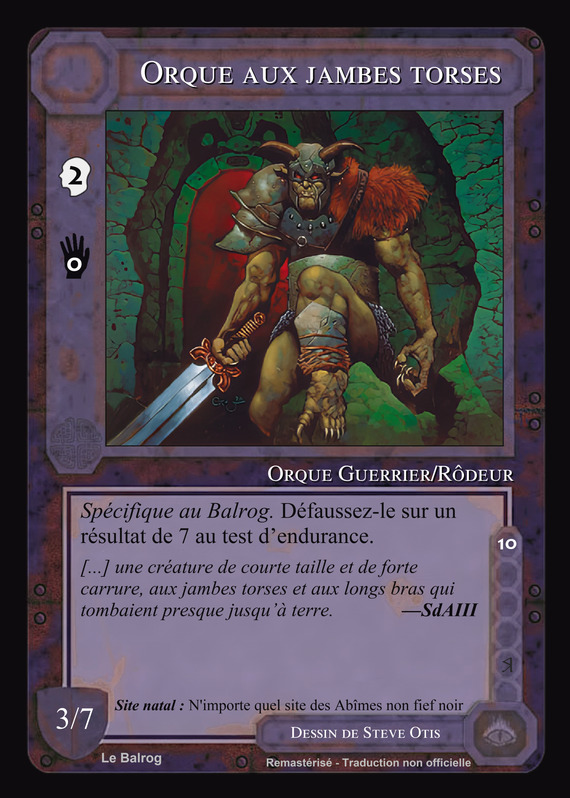 Orque aux jambes torses
2
0
Orque Guerrier/Rôdeur
Spécifique au Balrog. Défaussez-le sur un
résultat de 7 au test d'endurance.
10
[...] une créature de courte taille et de forte
carrure, aux jambes torses et aux longs bras qui
tombaient presque jusqu'à terre. —SdAIII
Site natal : N'importe quel site des Abîmes non fief noir
3/7
Dessin de Steve Otis
Le Balrog
Remastérisé - Traduction non officielle